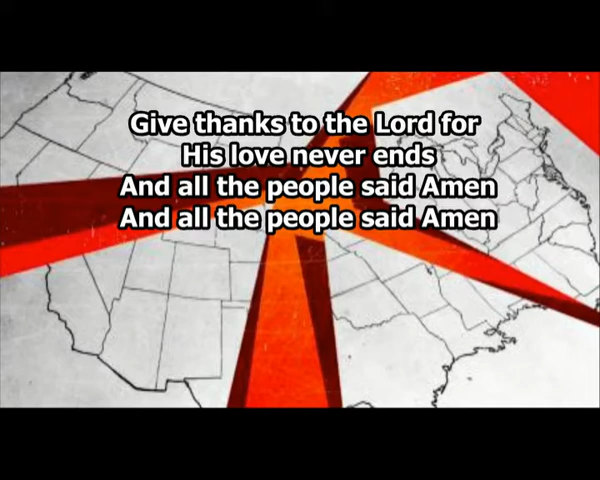 Give thanks to the Lord for
His love never ends
And all the people said Amen
And all the people said Amen